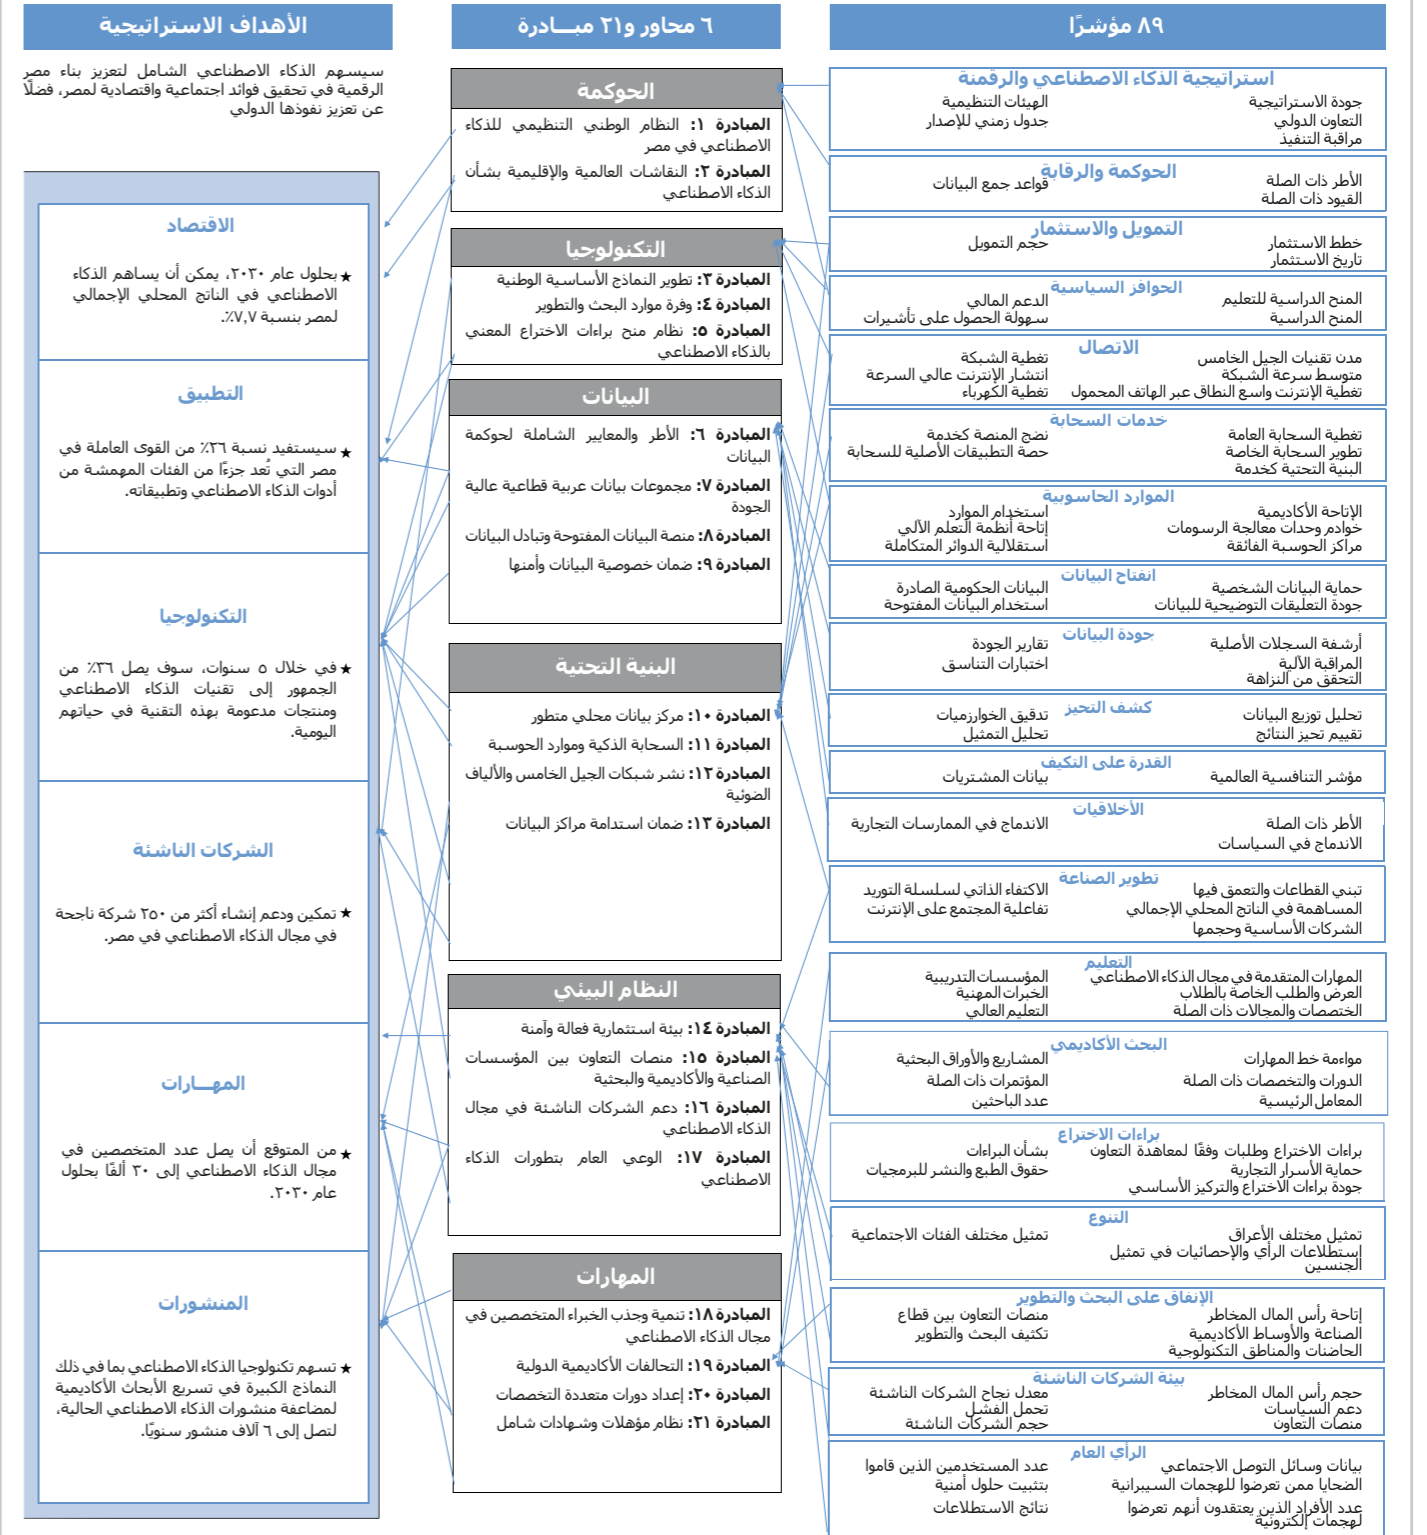 ٨٩ مؤشرًا
استراتيجية الذكاء الاصطناعي والرقمنة
جودة الاستراتيجية
التعاون الدولي
مراقبة التنفيذ
الهيئات التنظيمية
جدول زمني للإصدار
الحوكمة والرقابة
الأطر ذات الصلة
القيود ذات الصلة
قواعد جمع البيانات
التمويل والاستثمار
خطط الاستثمار
تاريخ الاستثمار
حجم التمويل
الحوافز السياسية
المنح الدراسية للتعليم
المنح الدراسية
الدعم المالي
سهولة الحصول على تأشيرات
الاتصال
مدن تقنيات الجيل الخامس
متوسط سرعة الشبكة
تغطية الإنترنت واسع النطاق عبر الهاتف المحمول
تغطية الشبكة
انتشار الإنترنت عالي السرعة
تغطية الكهرباء
خدمات السحابة
تغطية السحابة العامة
تطوير السحابة الخاصة
البنية التحتية كخدمة
نضج المنصة كخدمة
حصة التطبيقات الأصلية للسحابة
الموارد الحاسوبية
الإتاحة الأكاديمية
خوادم وحدات معالجة الرسومات
مراكز الحوسبة الفائقة
استخدام الموارد
إتاحة أنظمة التعلم الآلي
استقلالية الدوائر المتكاملة
انفتاح البيانات
حماية البيانات الشخصية
جودة التعليقات التوضيحية للبيانات
البيانات الحكومية الصادرة
استخدام البيانات المفتوحة
جودة البيانات
أرشفة السجلات الأصلية
المراقبة الآلية
التحقق من النزاهة
تقارير الجودة
اختبارات التناسق
كشف التحيز
تحليل توزيع البيانات
تقييم تحيز النتائج
تدقيق الخوارزميات
تحليل التمثيل
القدرة على التكيف
مؤشر التنافسية العالمية
بيانات المشتريات
الأخلاقيات
الأطر ذات الصلة
الاندماج في السياسات
الاندماج في الممارسات التجارية
تطوير الصناعة
تبني القطاعات والتعمق فيها
المساهمة في الناتج المحلي الإجمالي
الشركات الأساسية وحجمها
الاكتفاء الذاتي لسلسلة التوريد
تفاعلية المجتمع على الإنترنت
التعليم
المهارات المتقدمة في مجال الذكاء الاصطناعي
العرض والطلب الخاصة بالطلاب
الختصصات والمجالات ذات الصلة
المؤسسات التدريبية
الخبرات المهنية
التعليم العالي
البحث الأكاديمي
مواءمة خط المهارات
الدورات والتخصصات ذات الصلة
المعامل الرئيسية
المشاريع والأوراق البحثية
المؤتمرات ذات الصلة
عدد الباحثين
براءات الاختراع
براءات الاختراع وطلبات وفقًا لمعاهدة التعاون
حماية الأسرار التجارية
جودة براءات الاختراع والتركيز الأساسي
بشأن البراءات
حقوق الطبع والنشر للبرمجيات
التنوع
تمثيل مختلف الأعراق
استطلاعات الرأي والإحصائيات في تمثيل
الجنسين
تمثيل مختلف الفئات الاجتماعية
الإنفاق على البحث والتطوير
إتاحة رأس المال المخاطر
الصناعة والأوساط الأكاديمية
الحاضنات والمناطق التكنولوجية
منصات التعاون بين قطاع
تكثيف البحث والتطوير
بيئة الشركات الناشئة
حجم رأس المال المخاطر
دعم السياسات
منصات التعاون
معدل نجاح الشركات الناشئة
تحمل الفشل
حجم الشركات الناشئة
الرأي العام
بيانات وسائل التوصل الاجتماعي
الضحايا ممن تعرضوا للهجمات السيبرانية
عدد الأفراد الذين يعتقدون أنهم تعرضوا
لهجمات إلكترونية
عدد المستخدمين الذين قاموا
بتثبيت حلول أمنية
نتائج الاستطلاعات
٦ محاور و٢١ مبـــادرة
الحوكمة
المبادرة ١: النظام الوطني التنظيمي للذكاء
الاصطناعي في مصر
المبادرة ٢: النقاشات العالمية والإقليمية بشأن
الذكاء الاصطناعي
التكنولوجيا
المبادرة ٣: تطوير النماذج الأساسية الوطنية
المبادرة ٤: وفرة موارد البحث والتطوير
المبادرة ٥: نظام منح براءات الاختراع المعني
بالذكاء الاصطناعي
البيانات
المبادرة ٦: الأطر والمعايير الشاملة لحوكمة
البيانات
المبادرة ٧: مجموعات بيانات عربية قطاعية عالية
الجودة
المبادرة ٨: منصة البيانات المفتوحة وتبادل البيانات
المبادرة ٩: ضمان خصوصية البيانات وأمنها
البنية التحتية
المبادرة ١٠: مركز بيانات محلي متطور
المبادرة ١١: السحابة الذكية وموارد الحوسبة
المبادرة ١٢: نشر شبكات الجيل الخامس والألياف
الضوئية
المبادرة ١٣: ضمان استدامة مراكز البيانات
النظام البيئي
المبادرة ١٤: بيئة استثمارية فعالة وآمنة
المبادرة ١٥: منصات التعاون بين المؤسسات
الصناعية والأكاديمية والبحثية
المبادرة ١٦: دعم الشركات الناشئة في مجال
الذكاء الاصطناعي
المبادرة ١٧: الوعي العام بتطورات الذكاء
الاصطناعي
المهارات
المبادرة ١٨: تنمية وجذب الخبراء المتخصصين في
مجال الذكاء الاصطناعي
المبادرة ١٩: التحالفات الأكاديمية الدولية
المبادرة ٢٠: إعداد دورات متعددة التخصصات
المبادرة ٢١: نظام مؤهلات وشهادات شامل
الأهداف الاستراتيجية
سيسهم الذكاء الاصطناعي الشامل لتعزيز بناء مصر
الرقمية في تحقيق فوائد اجتماعية واقتصادية لمصر، فضلًا
عن تعزيز نفوذها الدولي
الاقتصاد
★ بحلول عام ٢٠٣٠، يمكن أن يساهم الذكاء
الاصطناعي في الناتج المحلي الإجمالي
لمصر بنسبة ٧,٧٪.
التطبيق
★ سيستفيد نسبة ٢٦٪ من القوى العاملة في
مصر التي تُعد جزءًا من الفئات المهمشة من
أدوات الذكاء الاصطناعي وتطبيقاته.
التكنولوجيا
★ في خلال ٥ سنوات، سوف يصل ٣٦٪ من
الجمهور إلى تقنيات الذكاء الاصطناعي
ومنتجات مدعومة بهذه التقنية في حياتهم
اليومية.
الشركات الناشئة
★ تمكين ودعم إنشاء أكثر من ٢٥٠ شركة ناجحة
في مجال الذكاء الاصطناعي في مصر.
المهـــارات
★ من المتوقع أن يصل عدد المتخصصين في
مجال الذكاء الاصطناعي إلى ٣٠ ألفًا بحلول
عام ٢٠٣٠.
المنشورات
★ تسهم تكنولوجيا الذكاء الاصطناعي بما في ذلك
النماذج الكبيرة في تسريع الأبحاث الأكاديمية
لمضاعفة منشورات الذكاء الاصطناعي الحالية،
لتصل إلى ٦ آلاف منشور سنويًا.